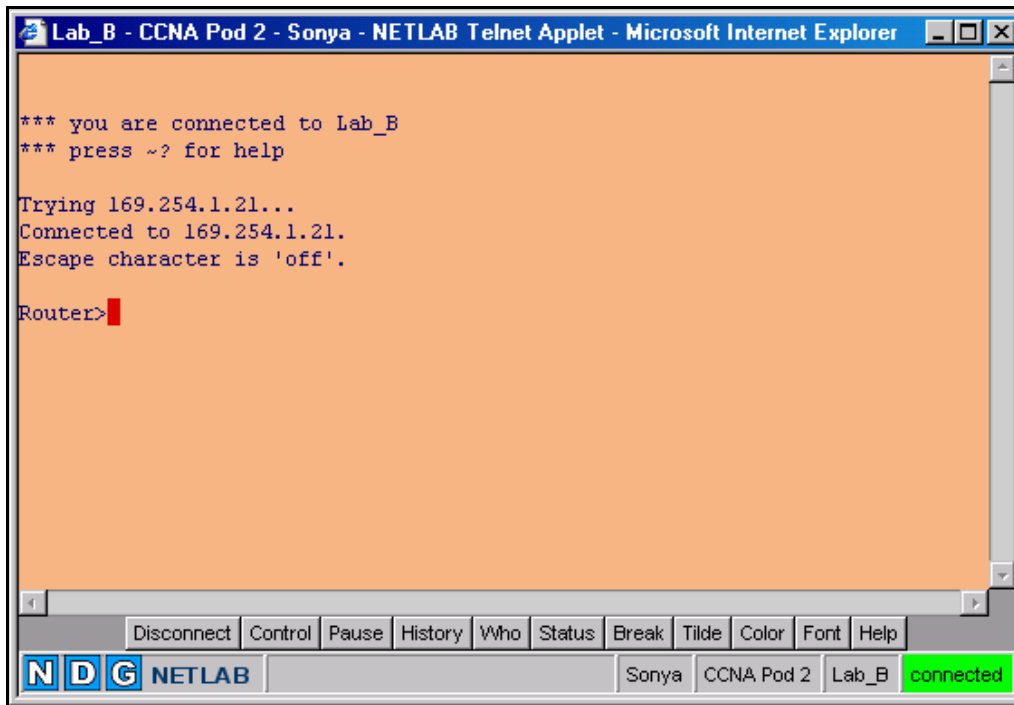 Lab_B - CCNA Pod 2 - Sonya - NETLAB Telnet Applet - Microsoft Internet Explorer
*** you are connected to Lab_B
*** press ~? for help
Trying 169.254.1.21...
Connected to 169.254.1.21.
Escape character is 'off'.
Router>
Disconnect Control Pause History Who Status Break Tilde Color Font Help
NDG NETLAB Sonya CCNA Pod 2 Lab_B connected